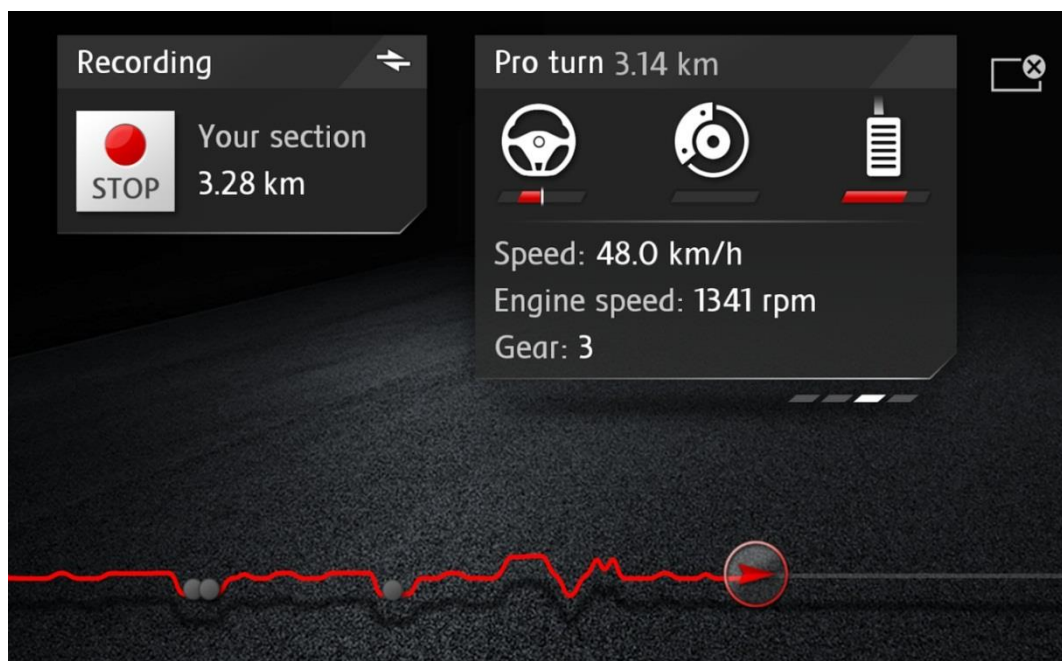 Recording
STOP
Your section
3.28 km
Pro turn 3.14 km
Speed: 48.0 km/h
Engine speed: 1341 rpm
Gear: 3